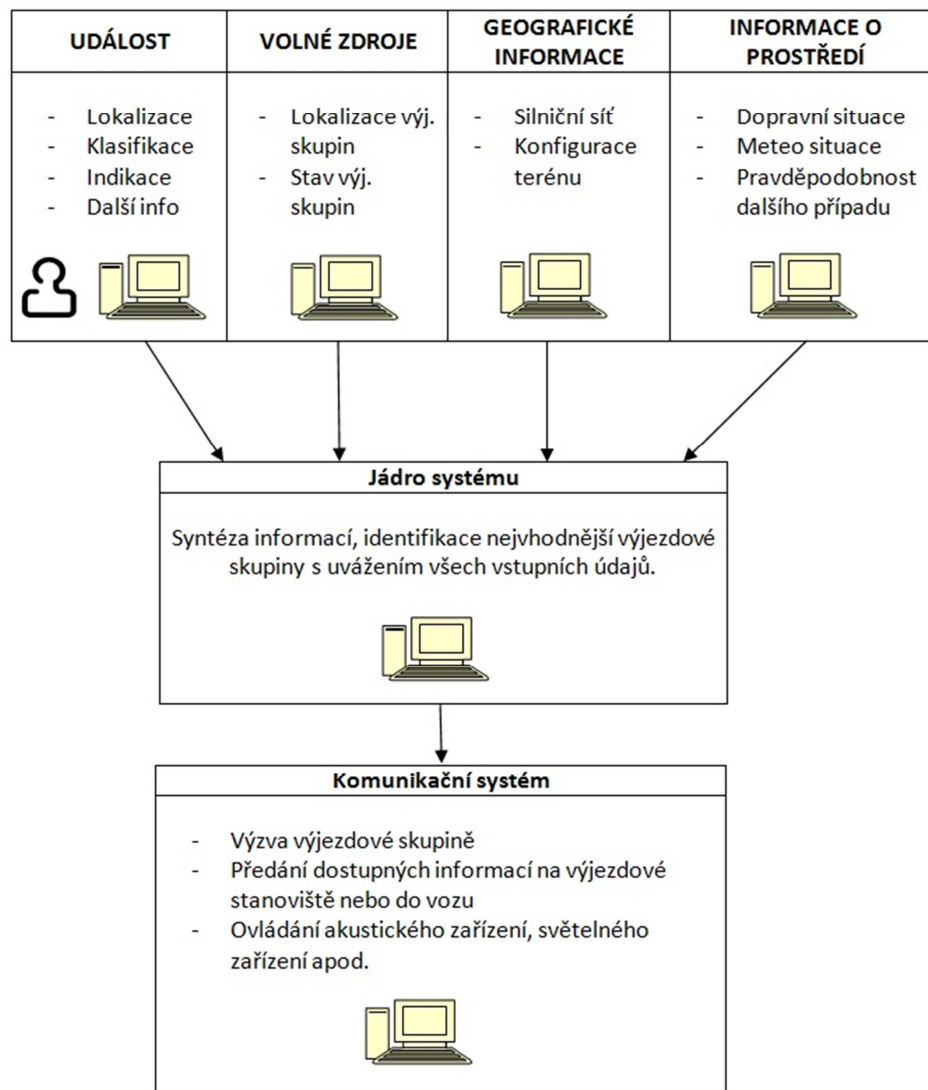 UDÁLOST
- Lokalizace
- Klasifikace
- Indikace
- Další info
VOLNÉ ZDROJE
- Lokalizace výj.
skupin
- Stav výj.
skupin
GEOGRAFICKÉ
INFORMACE
- Silniční síť
- Konfigurace
terénu
INFORMACE O
PROSTŘEDÍ
- Dopravní situace
- Meteo situace
- Pravděpodobnost
dalšího případu
Jádro systému
Syntéza informací, identifikace nejvhodnější výjezdové
skupiny s uvážením všech vstupních údajů.
Komunikační systém
- Výzva výjezdové skupině
- Předání dostupných informací na výjezdové
stanoviště nebo do vozu
- Ovládání akustického zařízení, světelného
zařízení apod.